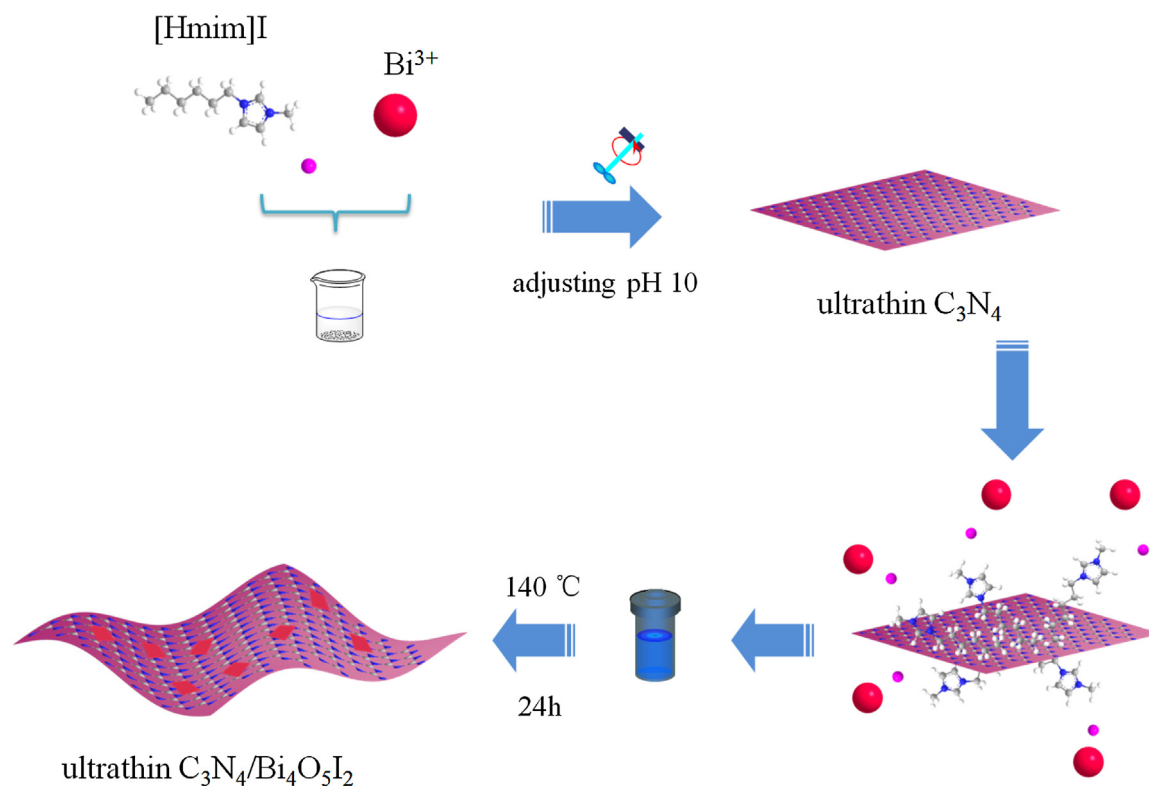 [Hmim]I
Bi³⁺
adjusting pH 10
ultrathin C₃N₄
140 ℃
24h
ultrathin C₃N₄/Bi₄O₅I₂